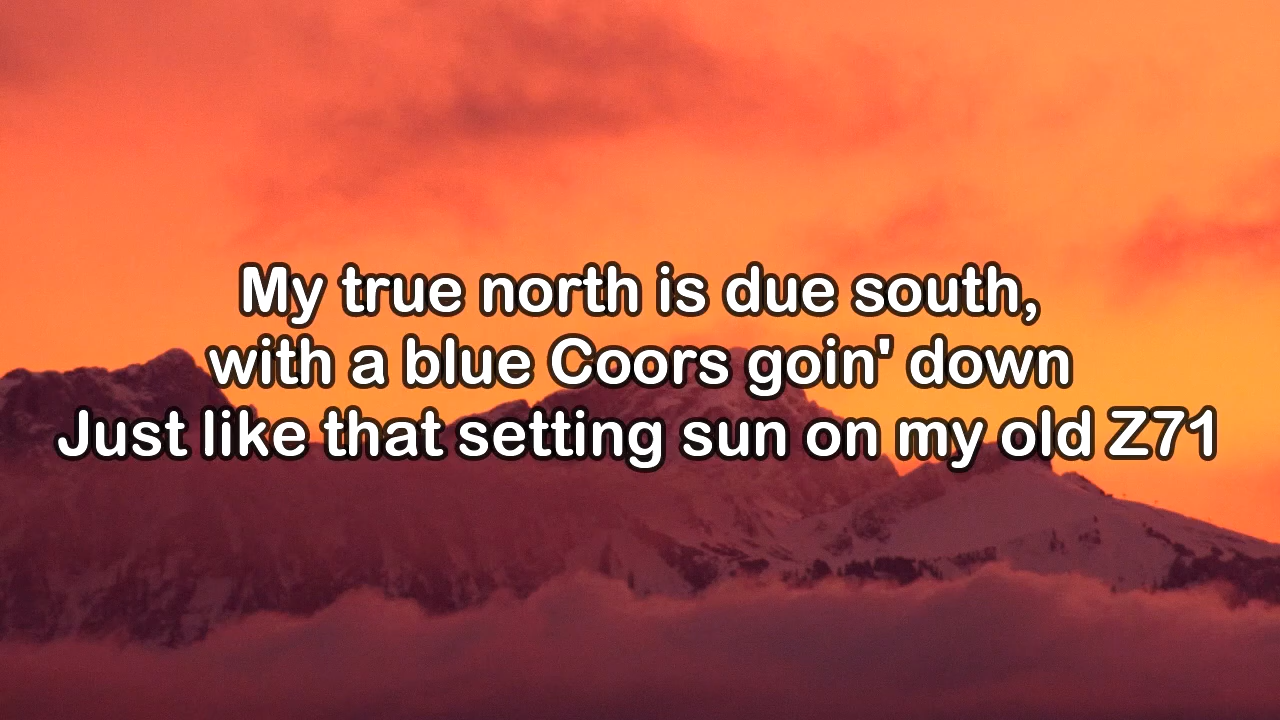 My true north is due south,
with a blue Coors goin' down
Just like that setting sun on my old Z71